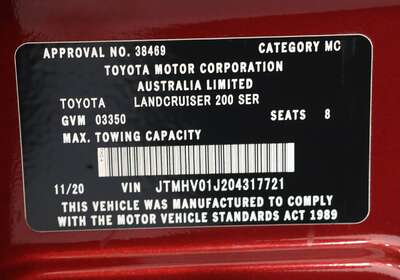 APPROVAL NO. 38469 CATEGORY MC
TOYOTA MOTOR CORPORATION
AUSTRALIA LIMITED
TOYOTA LANDCRUISER 200 SER
GVM 03350 SEATS 8
MAX. TOWING CAPACITY
11/20 VIN JTMHV01J204317721
THIS VEHICLE WAS MANUFACTURED TO COMPLY
WITH THE MOTOR VEHICLE STANDARDS ACT 1989